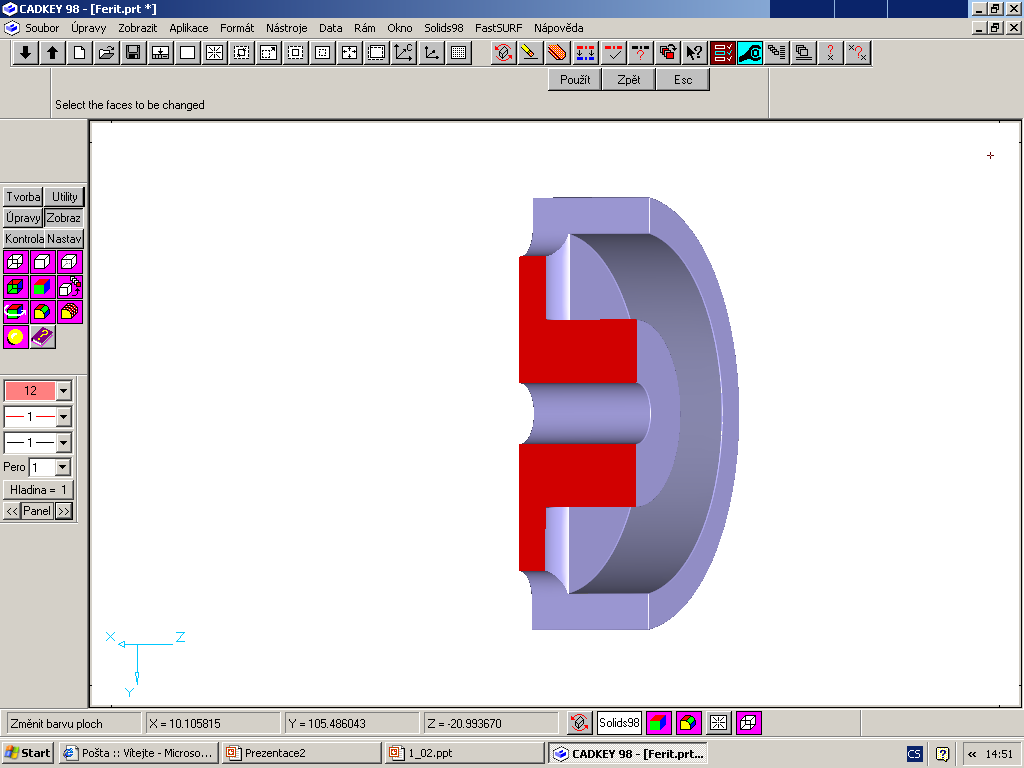 CADKEY 98 - [Ferit.prt *]
Soubor Úpravy Zobrazit Aplikace Formát Nástroje Data Rám Okno Solids98 FastSURF Nápověda
Použít Zpět Esc
Select the faces to be changed
Tvorba Utility
Úpravy Zobraz
Kontrola Nastav
12
1
1
Pero 1
Hladina = 1
<< Panel >>
X Z
Y
Změnit barvu ploch X = 10.105815 Y = 105.486043 Z = -20.993670 Solids98
Start Pošta :: Vítejte - Microso... Prezentace2 1_02.ppt CADKEY 98 - [Ferit.prt... CS « 14:51